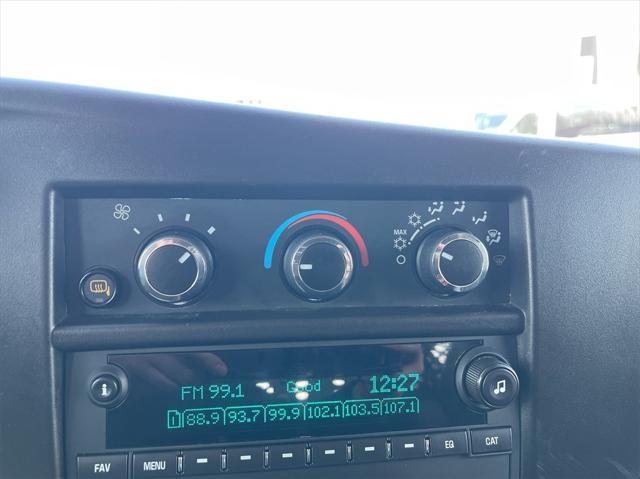 MAX
FM 99.1 Good 12:27
1 88.9 93.7 99.9 102.1 103.5 107.1
i
FAV MENU EQ CAT